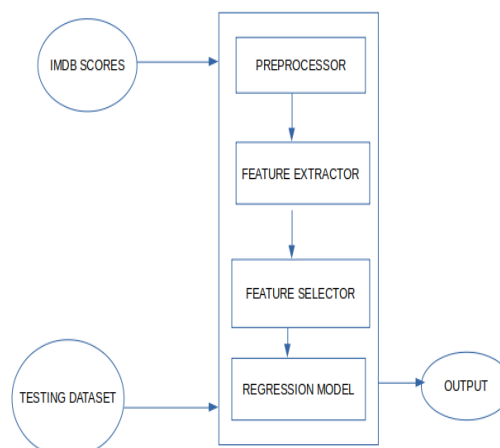 IMDB SCORES
PREPROCESSOR
FEATURE EXTRACTOR
FEATURE SELECTOR
TESTING DATASET
REGRESSION MODEL
OUTPUT